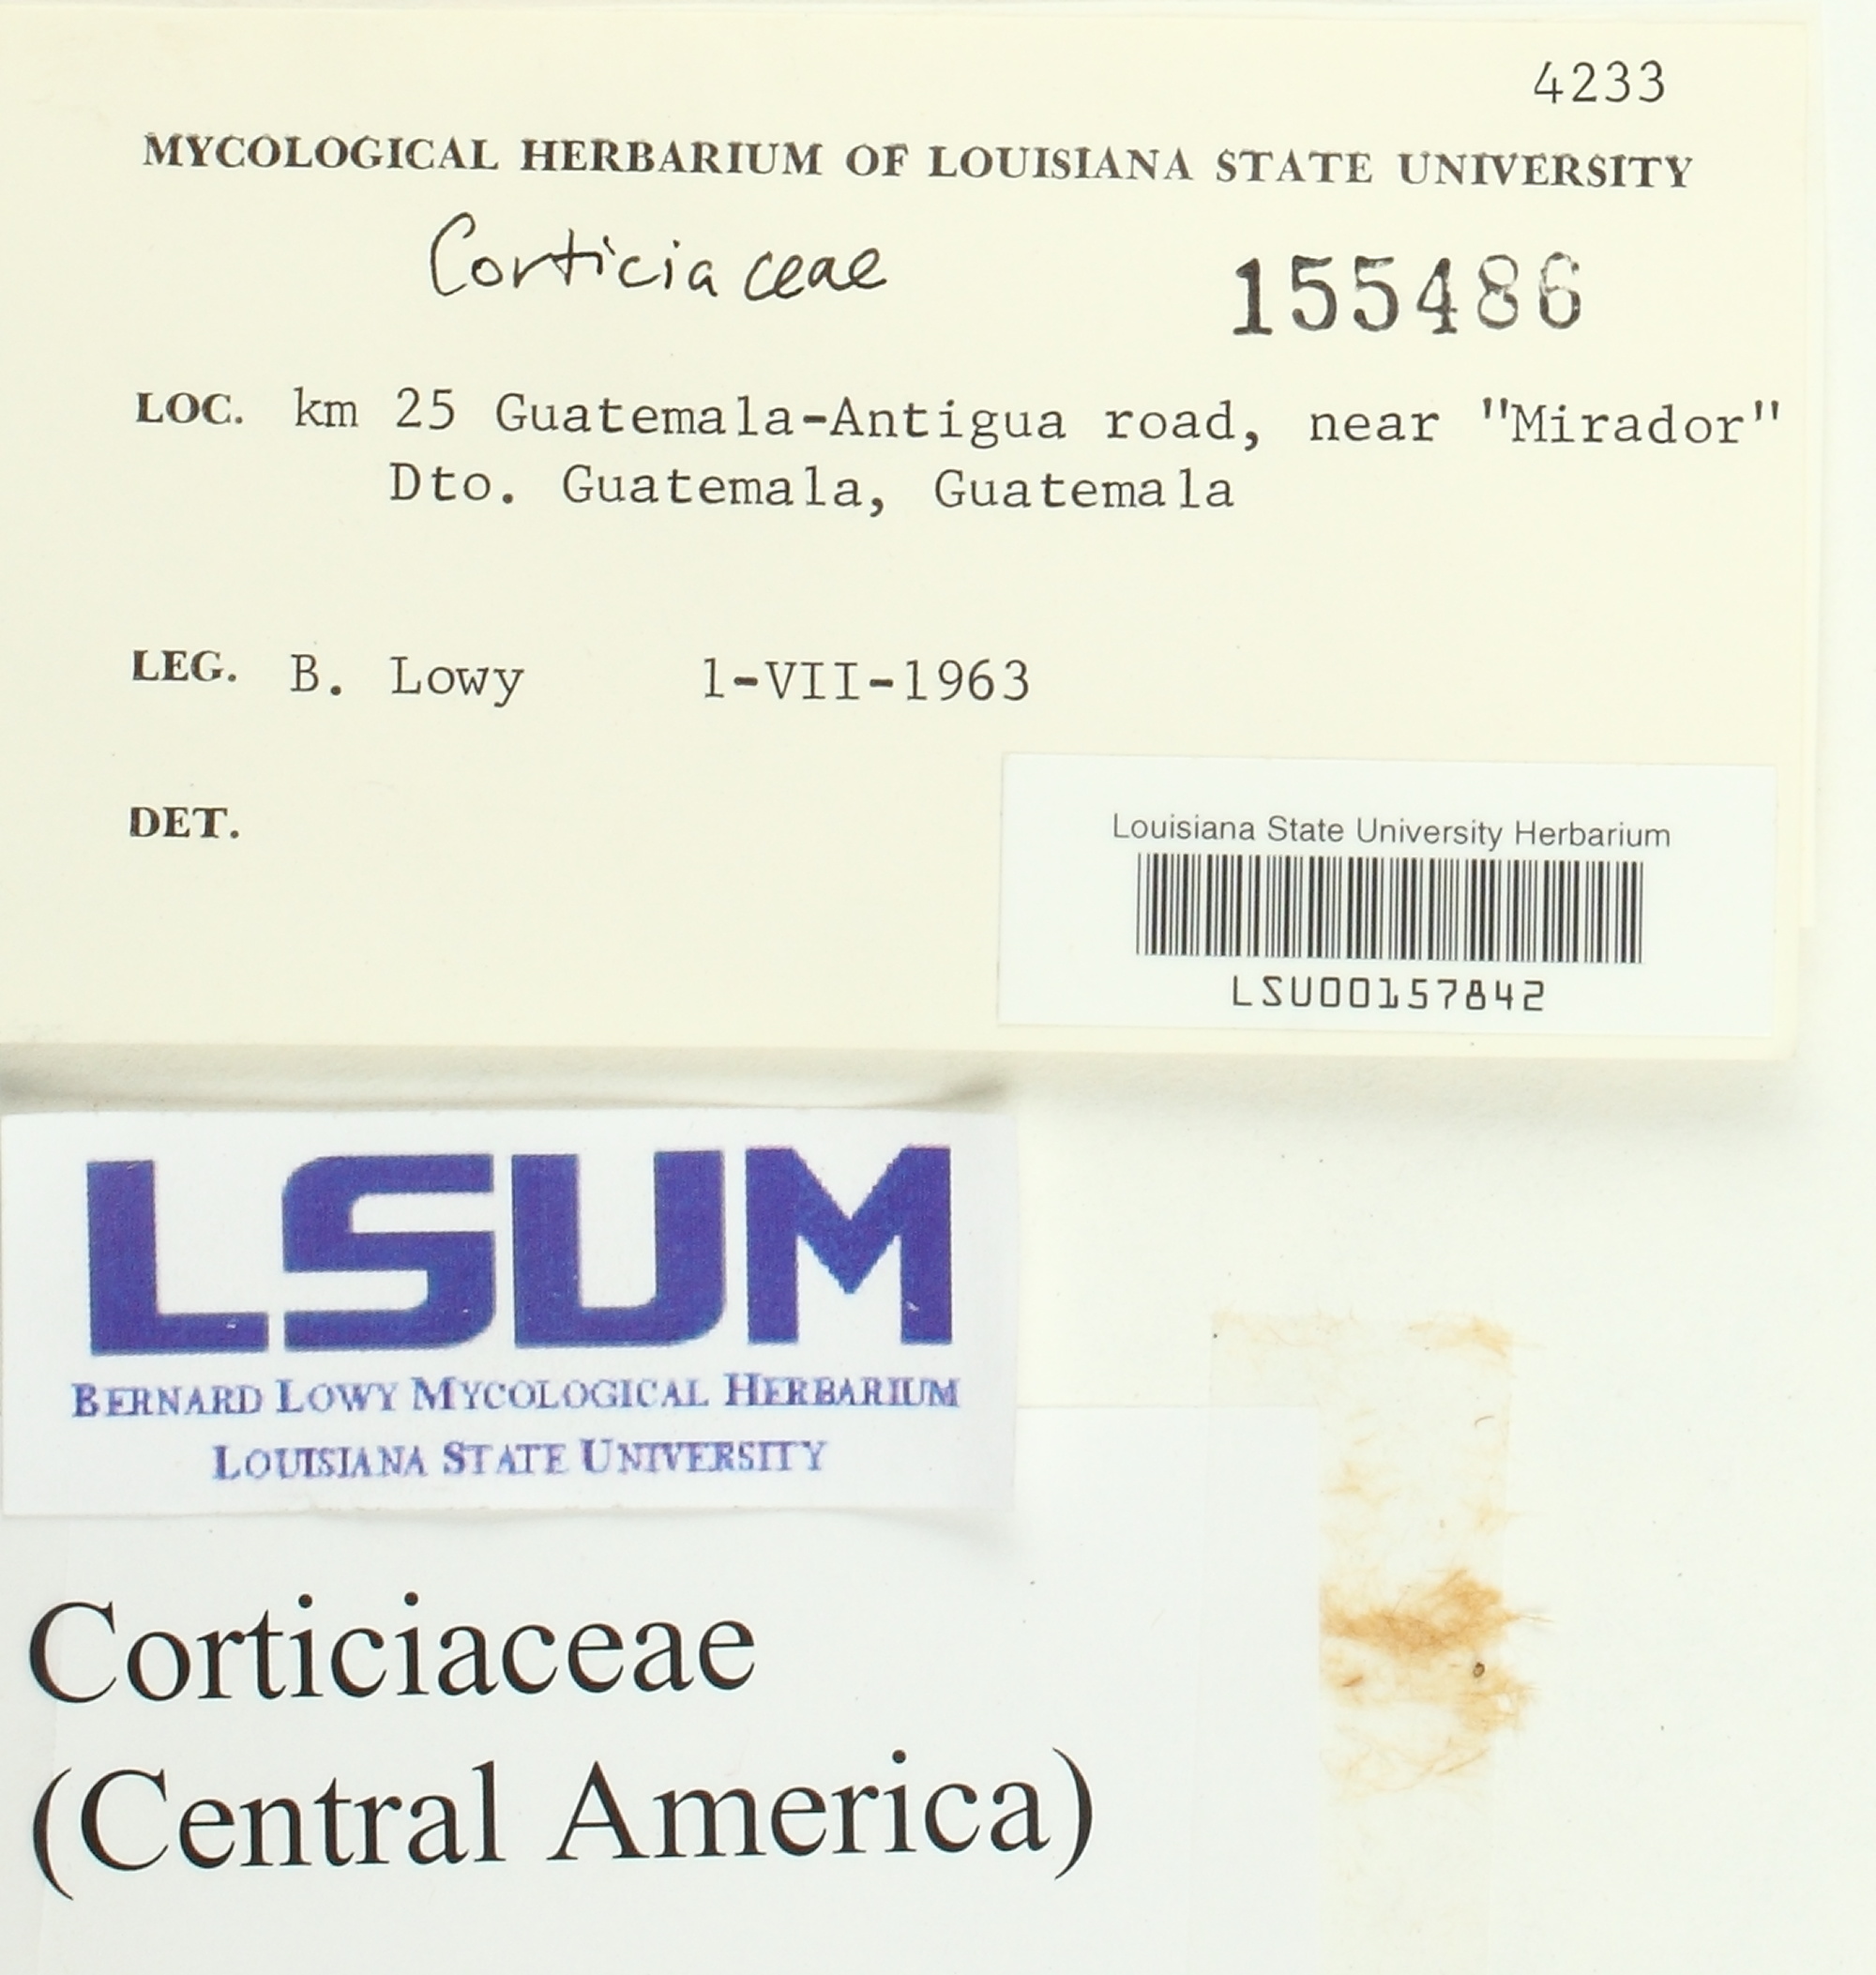 4233
MYCOLOGICAL HERBARIUM OF LOUISIANA STATE UNIVERSITY
Corticiaceae 155486
LOC. km 25 Guatemala-Antigua road, near "Mirador"
Dto. Guatemala, Guatemala
LEG. B. Lowy 1-VII-1963
DET.
Louisiana State University Herbarium
LSU00157842
LSUM
BERNARD LOWY MYCOLOGICAL HERBARIUM
LOUISIANA STATE UNIVERSITY
Corticiaceae
(Central America)